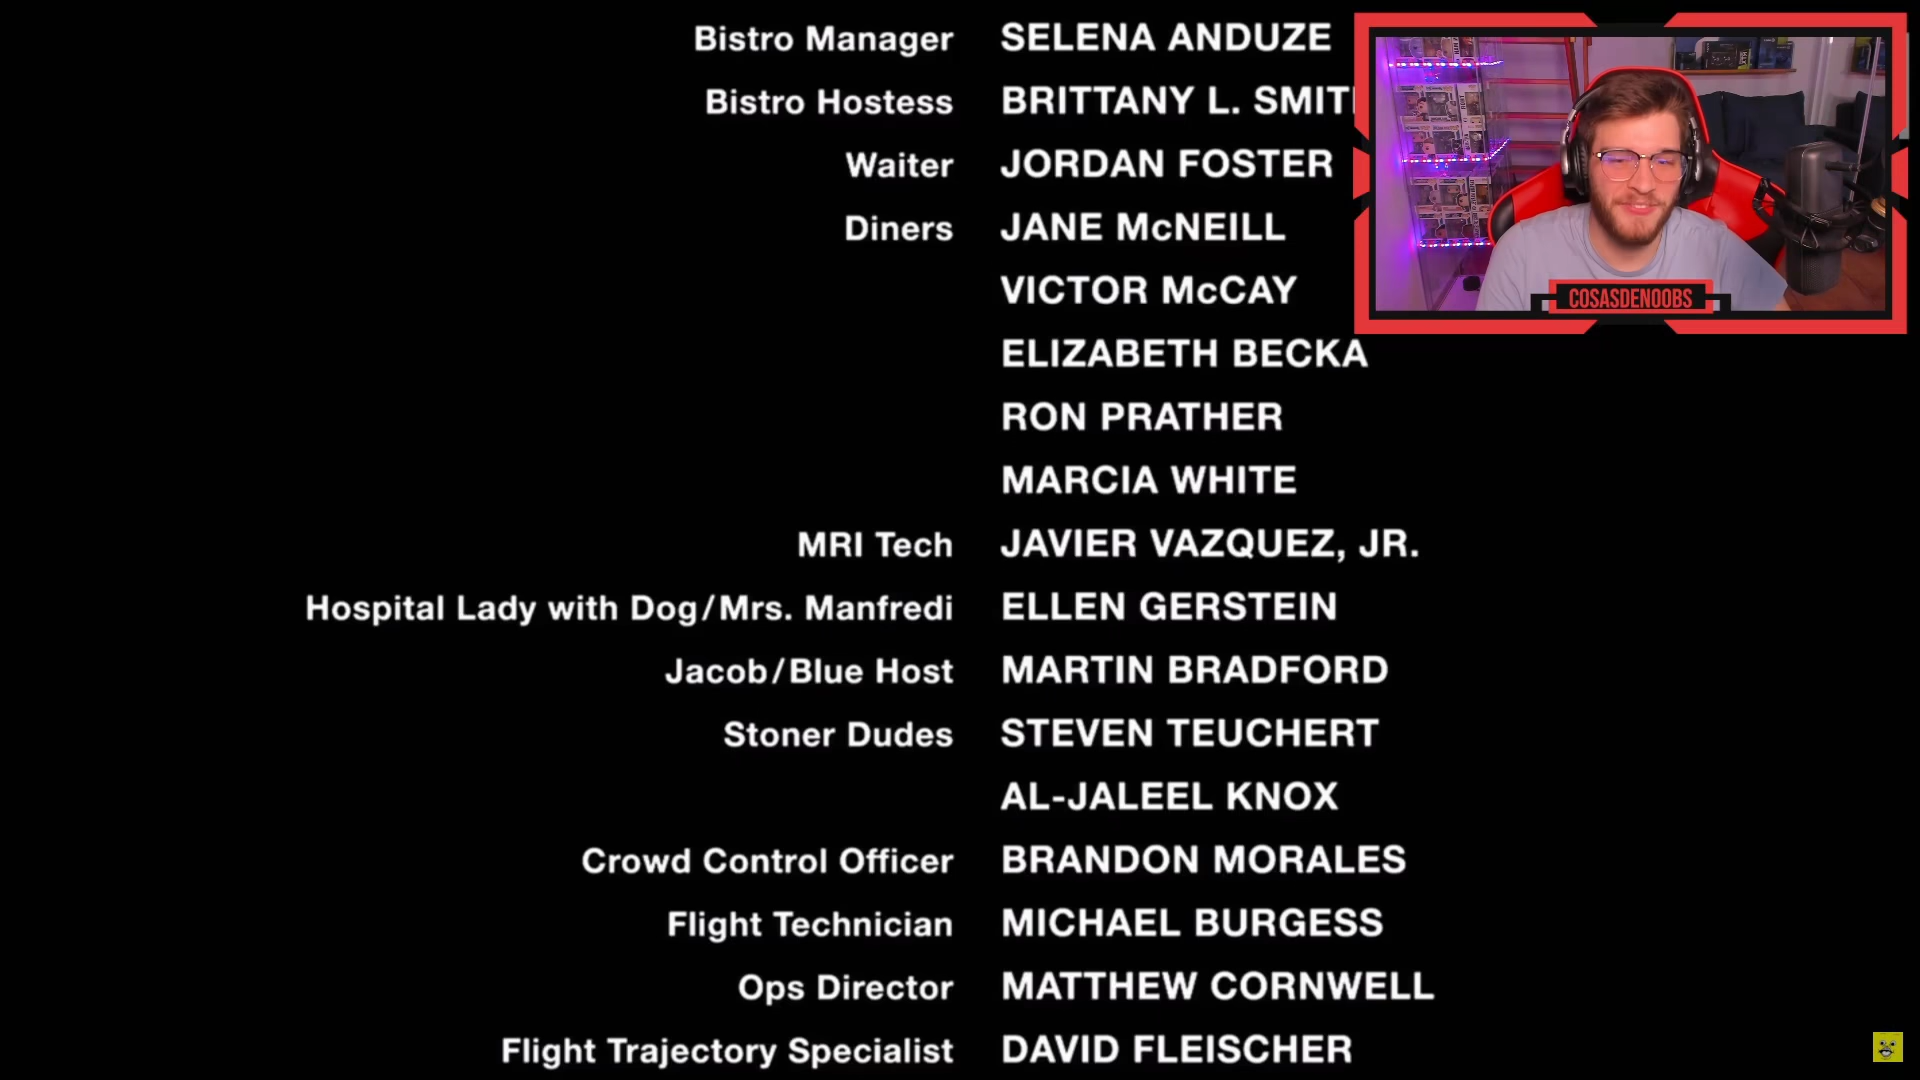 Bistro Manager SELENA ANDUZE
Bistro Hostess BRITTANY L.
Waiter JORDAN FOSTER
Diners JANE McNEILL
VICTOR McCAY
ELIZABETH BECKA
RON PRATHER
MARCIA WHITE
MRI Tech JAVIER VAZQUEZ, JR.
Hospital Lady with Dog/Mrs. Manfredi ELLEN GERSTEIN
Jacob/Blue Host MARTIN BRADFORD
Stoner Dudes STEVEN TEUCHERT
AL-JALEEL KNOX
Crowd Control Officer BRANDON MORALES
Flight Technician MICHAEL BURGESS
Ops Director MATTHEW CORNWELL
Flight Trajectory Specialist DAVID FLEISCHER
COSASDENOOBS